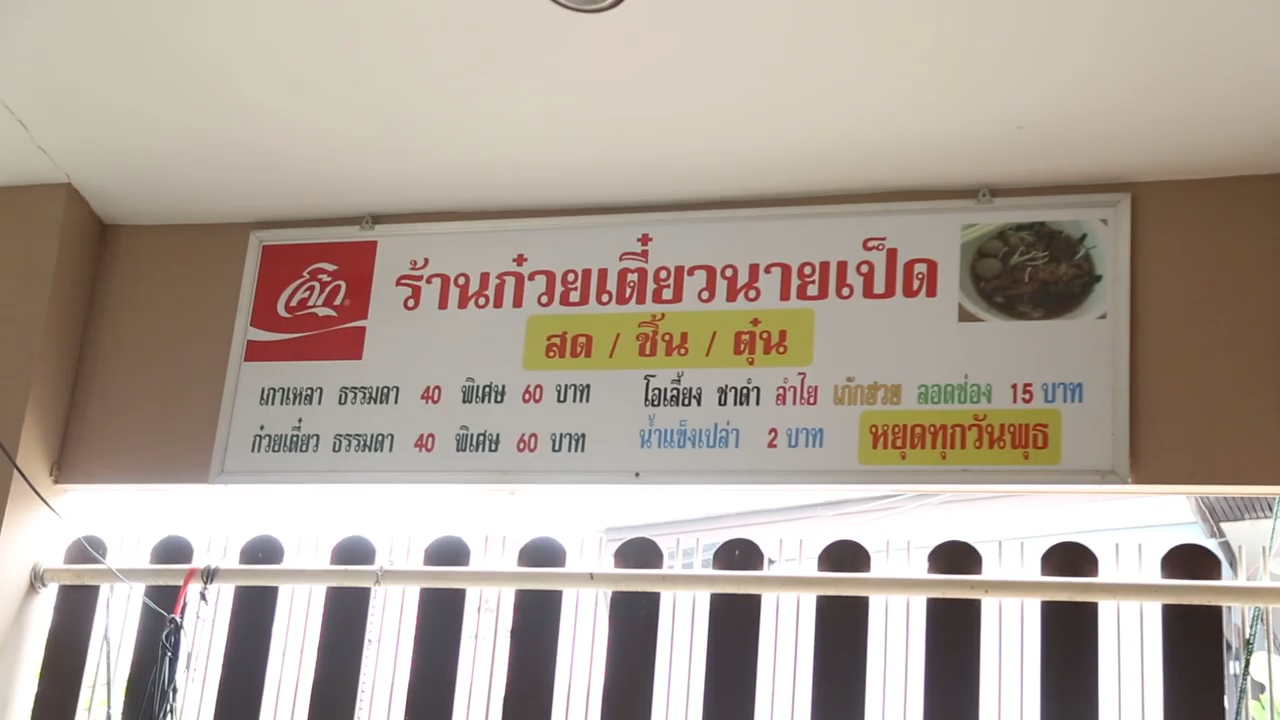 โค้ก
ร้านก๋วยเตี๋ยวนายเป็ด
สด / ชิ้น / ตุ๋น
เกาเหลา ธรรมดา 40 พิเศษ 60 บาท
ก๋วยเตี๋ยว ธรรมดา 40 พิเศษ 60 บาท
โอเลี้ยง ชาดำ ลำไย เก๊กฮวย ลอดช่อง 15 บาท
น้ำแข็งเปล่า 2 บาท
หยุดทุกวันพุธ